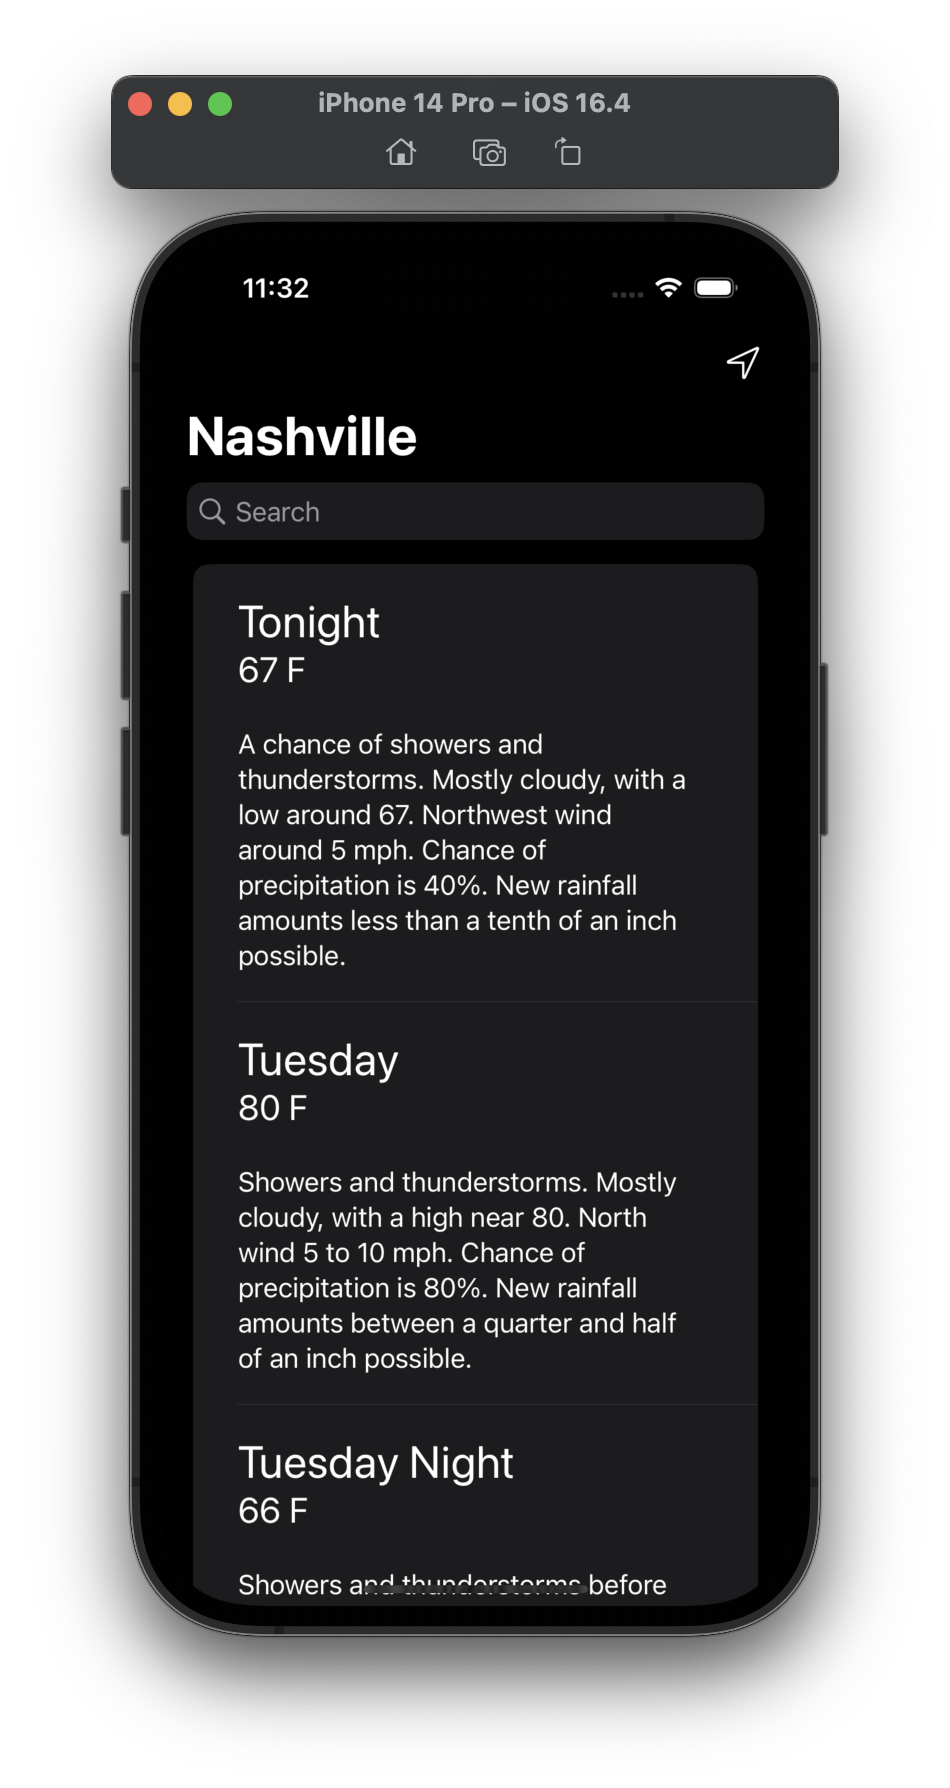 iPhone 14 Pro – iOS 16.4
11:32
Nashville
Search
Tonight
67 F
A chance of showers and
thunderstorms. Mostly cloudy, with a
low around 67. Northwest wind
around 5 mph. Chance of
precipitation is 40%. New rainfall
amounts less than a tenth of an inch
possible.
Tuesday
80 F
Showers and thunderstorms. Mostly
cloudy, with a high near 80. North
wind 5 to 10 mph. Chance of
precipitation is 80%. New rainfall
amounts between a quarter and half
of an inch possible.
Tuesday Night
66 F
Showers and thunderstorms before